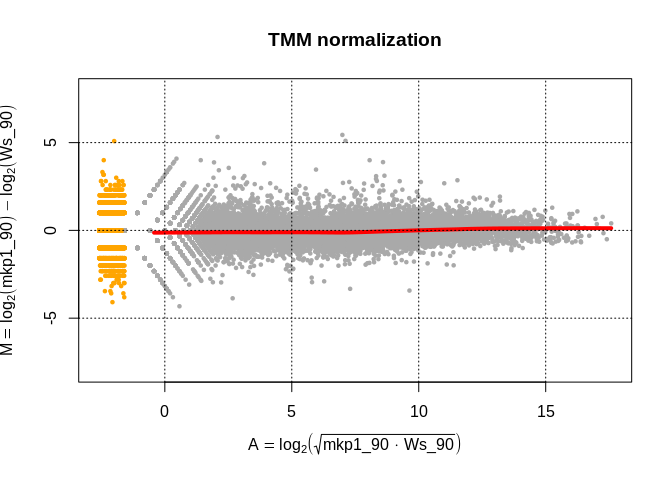 TMM normalization
M = log2(mkp1_90) − log2(Ws_90)
5
0
-5
0 5 10 15
A = log2(√mkp1_90 · Ws_90)